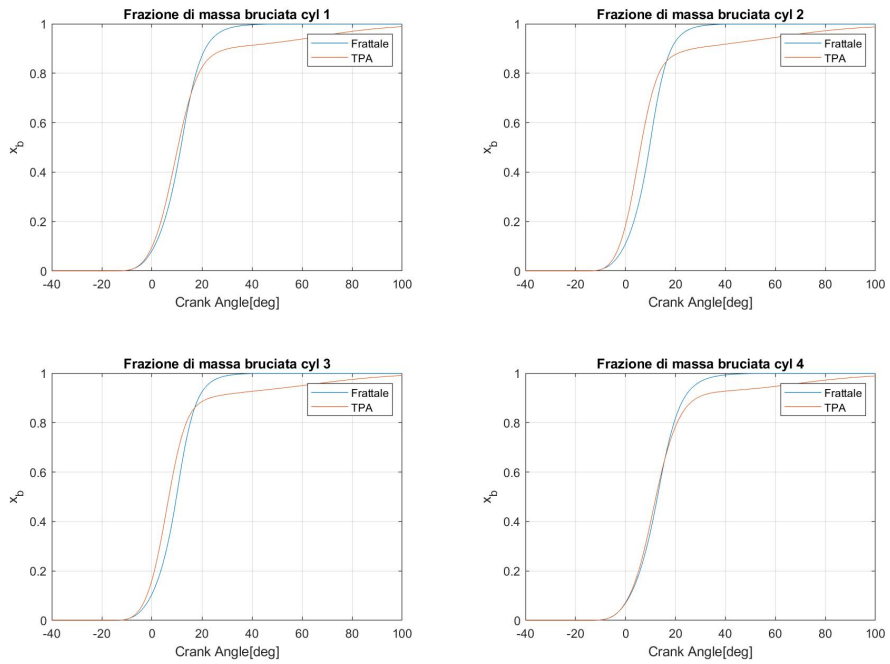 Frazione di massa bruciata cyl 1
1
0.8
0.6
0.4
0.2
0
x_b
-40 -20 0 20 40 60 80 100
Crank Angle[deg]
Frattale
TPA
Frazione di massa bruciata cyl 2
1
0.8
0.6
0.4
0.2
0
x_b
-40 -20 0 20 40 60 80 100
Crank Angle[deg]
Frattale
TPA
Frazione di massa bruciata cyl 3
1
0.8
0.6
0.4
0.2
0
x_b
-40 -20 0 20 40 60 80 100
Crank Angle[deg]
Frattale
TPA
Frazione di massa bruciata cyl 4
1
0.8
0.6
0.4
0.2
0
x_b
-40 -20 0 20 40 60 80 100
Crank Angle[deg]
Frattale
TPA